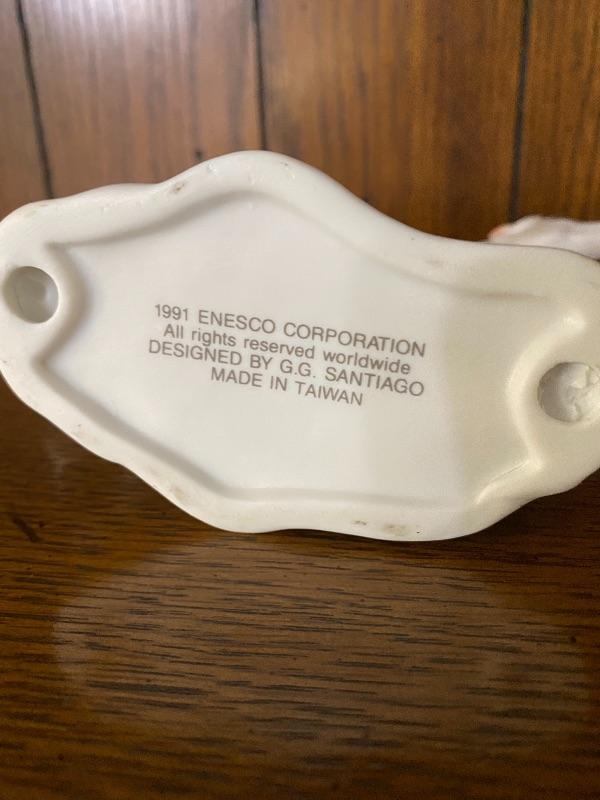 1991 ENESCO CORPORATION
All rights reserved worldwide
DESIGNED BY G.G. SANTIAGO
MADE IN TAIWAN